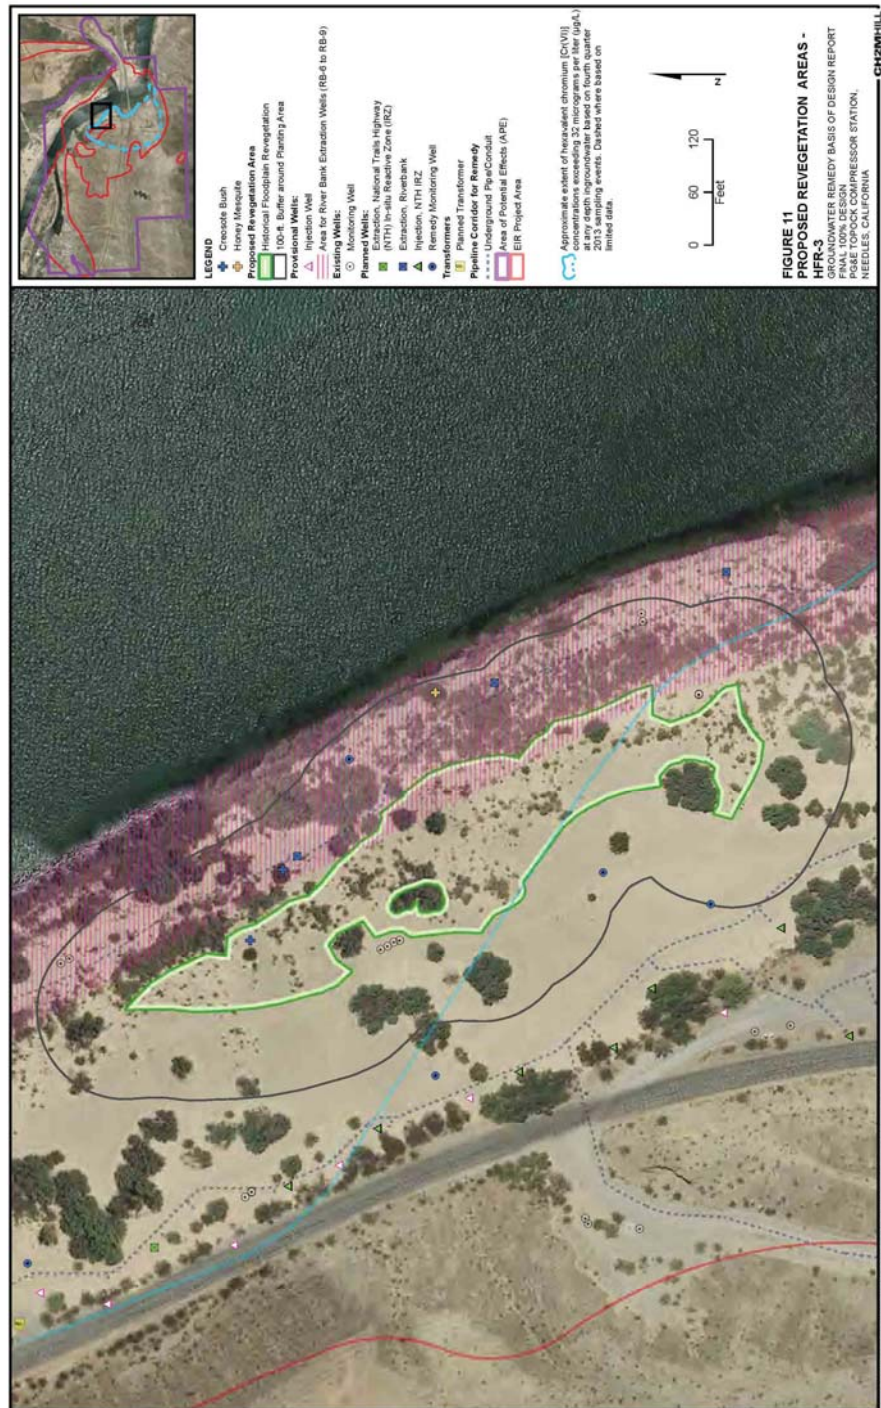 LEGEND
Creosote Bush
Honey Mesquite
Proposed Revegetation Area
Historical Floodplain Revegetation
100-ft. Buffer around Planting Area
Provisional Wells:
Injection Well
Area for River Bank Extraction Wells (RB-6 to RB-9)
Existing Wells:
Monitoring Well
Planned Wells:
Extraction, National Trails Highway
(NTH) In-situ Reactive Zone (IRZ)
Extraction, Riverbank
Injection, NTH IRZ
Remedy Monitoring Well
Transformers
Planned Transformer
Pipeline Corridor for Remedy
Underground Pipe/Conduit
Area of Potential Effects (APE)
EIR Project Area
Approximate extent of hexavalent chromium [Cr(VI)]
concentrations exceeding 32 micrograms per liter (µg/L)
at any depth ingroundwater based on fourth quarter
2013 sampling events. Dashed where based on
limited data.
N
0 60 120
Feet
FIGURE 11
PROPOSED REVEGETATION AREAS -
HFR-3
GROUNDWATER REMEDY BASIS OF DESIGN REPORT
FINAL 100% DESIGN
PG&E TOPOCK COMPRESSOR STATION,
NEEDLES, CALIFORNIA
CH2MHILL